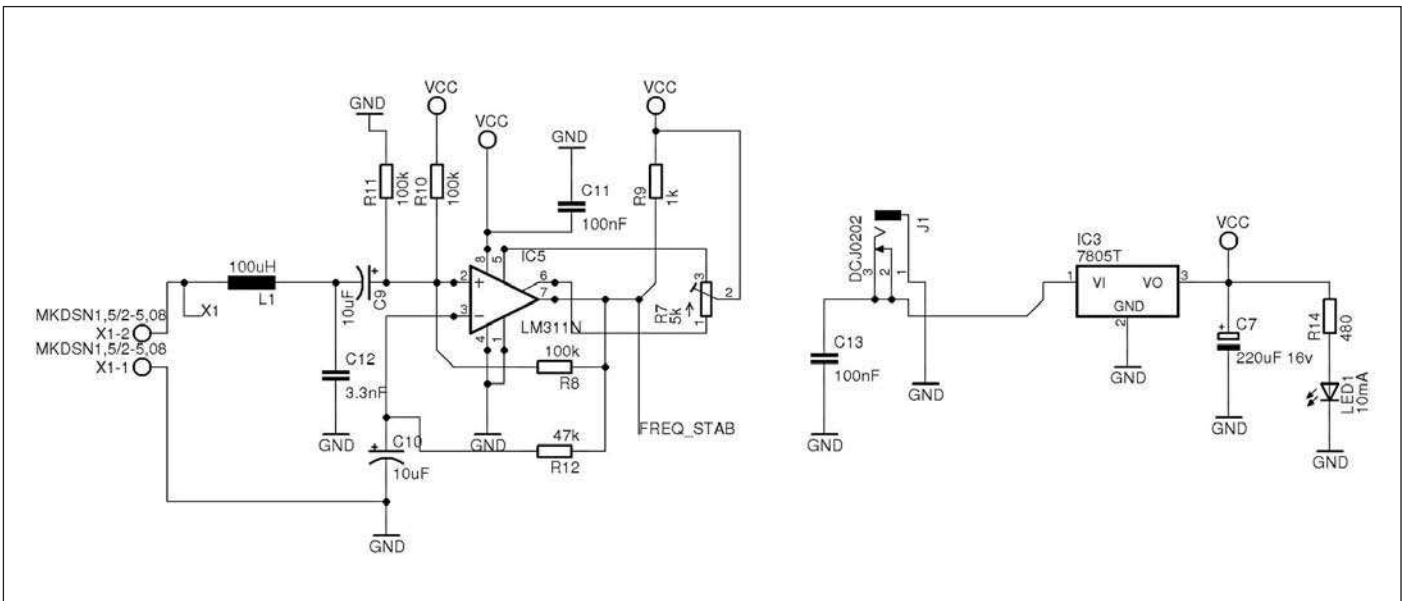 VCC
GND
R11
100k
R10
100k
VCC
GND
C11
100nF
VCC
R9
1k
100uH
L1
X1
MKDSN1,5/2-5,08
X1-2
MKDSN1,5/2-5,08
X1-1
10uF
C9
C12
3.3nF
GND
IC5
8
5
2
+
3
−
6
7
4
1
LM311N
R7
5k
3
2
1
100k
R8
GND
47k
R12
FREQ_STAB
C10
10uF
GND
DCJ0202
J1
3
2
1
C13
100nF
GND
GND
IC3
7805T
1
VI
VO
3
GND
2
GND
VCC
C7
220uF 16v
GND
R14
480
LED1
10mA
GND